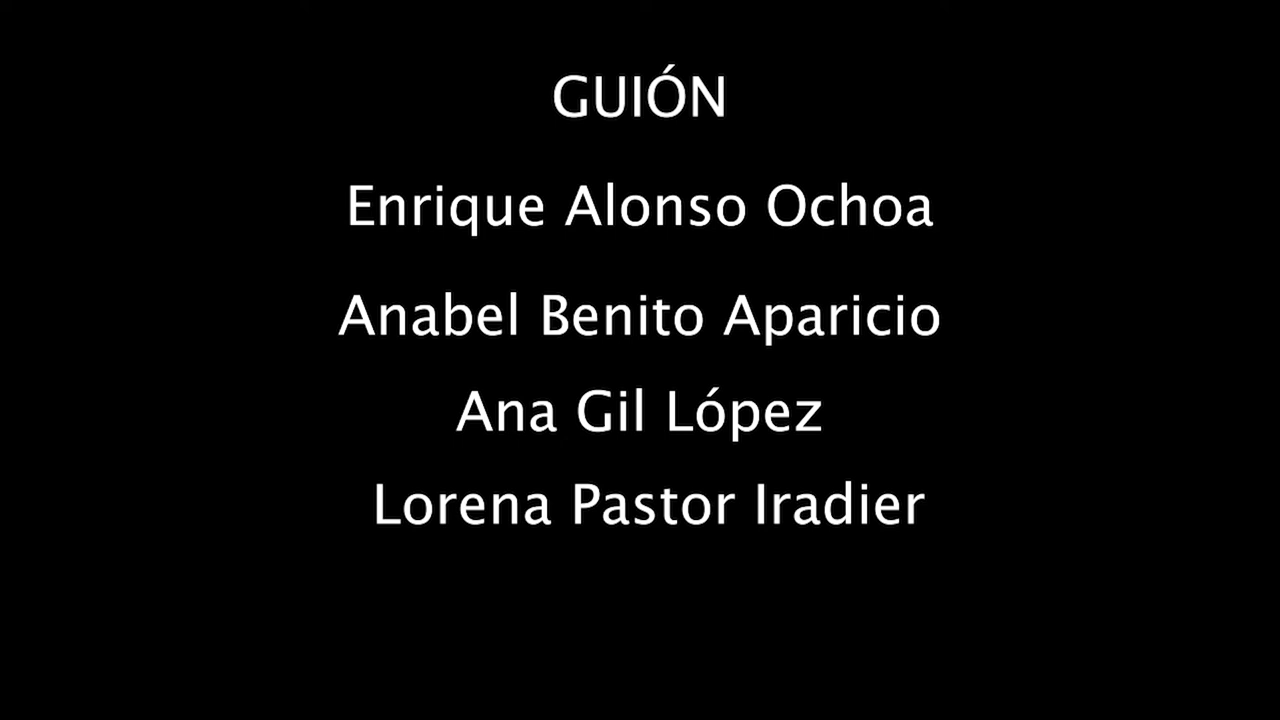 GUIÓN
Enrique Alonso Ochoa
Anabel Benito Aparicio
Ana Gil López
Lorena Pastor Iradier